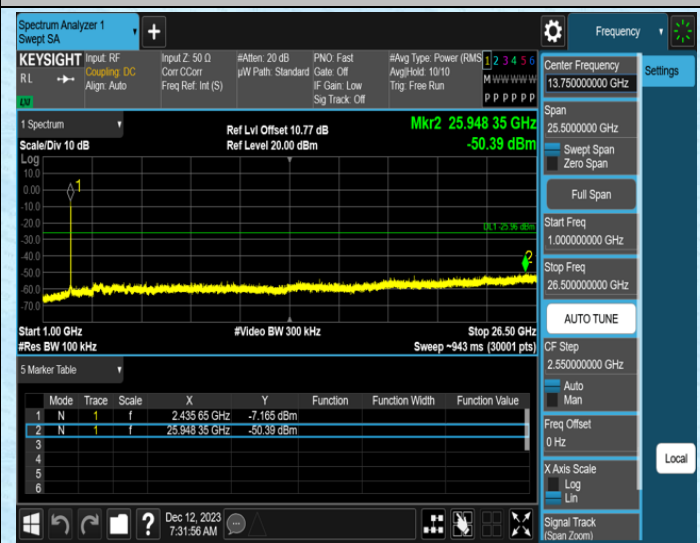 Spectrum Analyzer 1
Swept SA
+
Frequency
KEYSIGHT
Input: RF
Coupling: DC
Align: Auto
Input Z: 50 Ω
Corr CCorr
Freq Ref: Int (S)
#Atten: 20 dB
µW Path: Standard
PNO: Fast
Gate: Off
IF Gain: Low
Sig Track: Off
#Avg Type: Power (RMS
Avg|Hold: 10/10
Trig: Free Run
1 2 3 4 5 6
M W W W W W
P P P P P P
RL
LXI
Center Frequency
13.750000000 GHz
Settings
Span
25.5000000 GHz
Swept Span
Zero Span
Full Span
Start Freq
1.000000000 GHz
Stop Freq
26.500000000 GHz
AUTO TUNE
CF Step
2.550000000 GHz
Auto
Man
Freq Offset
0 Hz
X Axis Scale
Log
Lin
Signal Track
(Span Zoom)
Local
1 Spectrum
Scale/Div 10 dB
Ref Lvl Offset 10.77 dB
Ref Level 20.00 dBm
Mkr2 25.948 35 GHz
-50.39 dBm
Log
10.0
0.00
-10.0
-20.0
-30.0
-40.0
-50.0
-60.0
-70.0
1
DL1 -25.96 dBm
2
Start 1.00 GHz
#Res BW 100 kHz
#Video BW 300 kHz
Stop 26.50 GHz
Sweep ~943 ms (30001 pts)
5 Marker Table
Mode Trace Scale X Y Function Function Width Function Value
1 N 1 f 2.435 65 GHz -7.165 dBm
2 N 1 f 25.948 35 GHz -50.39 dBm
3
4
5
6
?
Dec 12, 2023
7:31:56 AM